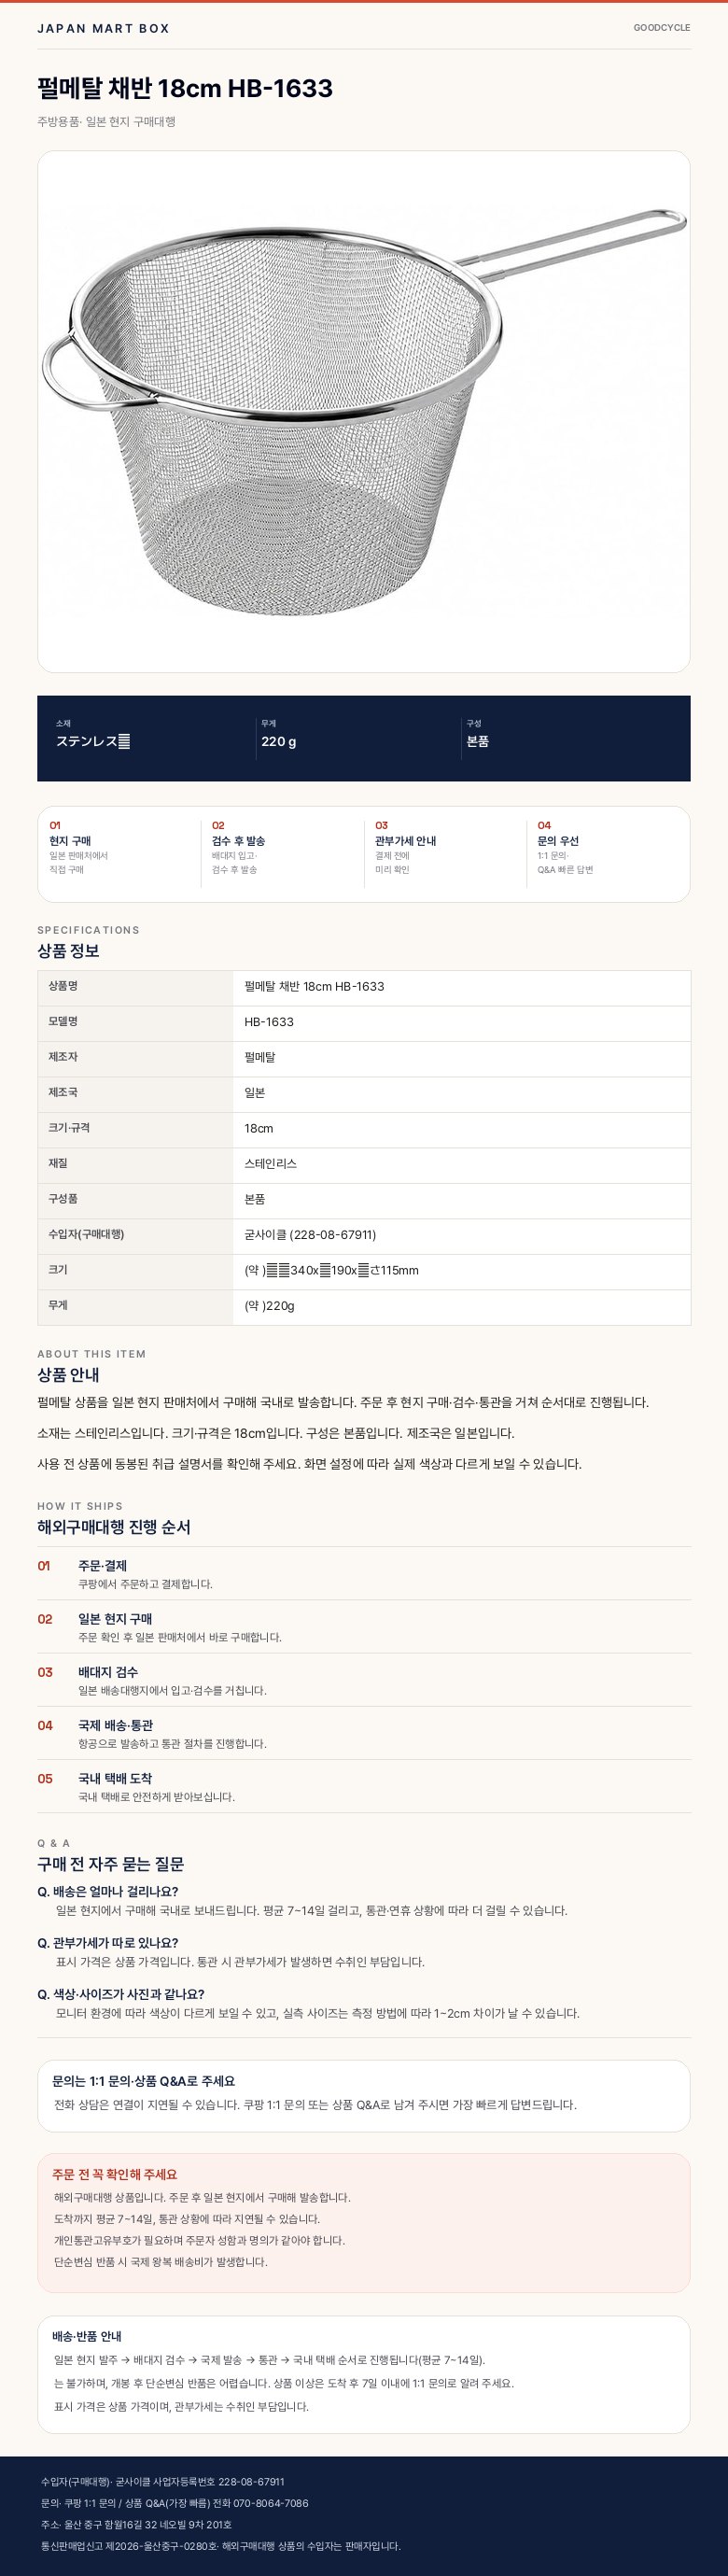 JAPAN MART BOX
GOODCYCLE
펄메탈 채반 18cm HB-1633
주방용품· 일본 현지 구매대행
소재
ステンレス
무게
220 g
구성
본품
01
현지 구매
일본 판매처에서
직접 구매
02
검수 후 발송
배대지 입고·
검수 후 발송
03
관부가세 안내
결제 전에
미리 확인
04
문의 우선
1:1 문의·
Q&A 빠른 답변
SPECIFICATIONS
상품 정보
상품명 펄메탈 채반 18cm HB-1633
모델명 HB-1633
제조자 펄메탈
제조국 일본
크기·규격 18cm
재질 스테인리스
구성품 본품
수입자(구매대행) 굳사이클 (228-08-67911)
크기 (약 )340x190xさ115mm
무게 (약 )220g
ABOUT THIS ITEM
상품 안내
펄메탈 상품을 일본 현지 판매처에서 구매해 국내로 발송합니다. 주문 후 현지 구매·검수·통관을 거쳐 순서대로 진행됩니다.
소재는 스테인리스입니다. 크기·규격은 18cm입니다. 구성은 본품입니다. 제조국은 일본입니다.
사용 전 상품에 동봉된 취급 설명서를 확인해 주세요. 화면 설정에 따라 실제 색상과 다르게 보일 수 있습니다.
HOW IT SHIPS
해외구매대행 진행 순서
01 주문·결제
쿠팡에서 주문하고 결제합니다.
02 일본 현지 구매
주문 확인 후 일본 판매처에서 바로 구매합니다.
03 배대지 검수
일본 배송대행지에서 입고·검수를 거칩니다.
04 국제 배송·통관
항공으로 발송하고 통관 절차를 진행합니다.
05 국내 택배 도착
국내 택배로 안전하게 받아보십니다.
Q & A
구매 전 자주 묻는 질문
Q. 배송은 얼마나 걸리나요?
일본 현지에서 구매해 국내로 보내드립니다. 평균 7~14일 걸리고, 통관·연휴 상황에 따라 더 걸릴 수 있습니다.
Q. 관부가세가 따로 있나요?
표시 가격은 상품 가격입니다. 통관 시 관부가세가 발생하면 수취인 부담입니다.
Q. 색상·사이즈가 사진과 같나요?
모니터 환경에 따라 색상이 다르게 보일 수 있고, 실측 사이즈는 측정 방법에 따라 1~2cm 차이가 날 수 있습니다.
문의는 1:1 문의·상품 Q&A로 주세요
전화 상담은 연결이 지연될 수 있습니다. 쿠팡 1:1 문의 또는 상품 Q&A로 남겨 주시면 가장 빠르게 답변드립니다.
주문 전 꼭 확인해 주세요
해외구매대행 상품입니다. 주문 후 일본 현지에서 구매해 발송합니다.
도착까지 평균 7~14일, 통관 상황에 따라 지연될 수 있습니다.
개인통관고유부호가 필요하며 주문자 성함과 명의가 같아야 합니다.
단순변심 반품 시 국제 왕복 배송비가 발생합니다.
배송·반품 안내
일본 현지 발주 → 배대지 검수 → 국제 발송 → 통관 → 국내 택배 순서로 진행됩니다(평균 7~14일).
는 불가하며, 개봉 후 단순변심 반품은 어렵습니다. 상품 이상은 도착 후 7일 이내에 1:1 문의로 알려 주세요.
표시 가격은 상품 가격이며, 관부가세는 수취인 부담입니다.
수입자(구매대행)· 굳사이클 사업자등록번호 228-08-67911
문의· 쿠팡 1:1 문의 / 상품 Q&A(가장 빠름) 전화 070-8064-7086
주소· 울산 중구 함월16길 32 네오빌 9차 201호
통신판매업신고 제2026-울산중구-0280호· 해외구매대행 상품의 수입자는 판매자입니다.